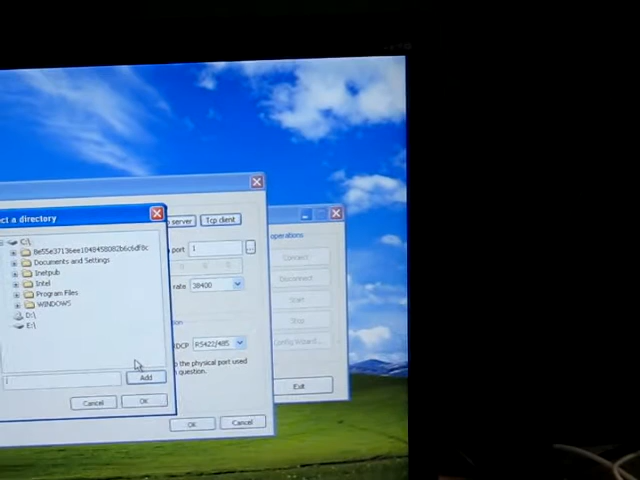 ct a directory
server
Tcp client
operations
C:\
port
1
...
Documents and Settings
Connect
Inetpub
Disconnect
Intel
rate
38400
Program Files
Start
WINDOWS
Stop
D:\
E:\
DCP
RS422/485
Config Wizard...
the physical port used
question.
Add
Exit
Cancel
OK
OK
Cancel